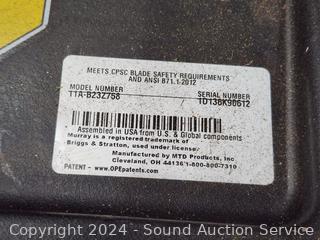 MEETS CPSC BLADE SAFETY REQUIREMENTS
AND ANSI B71.1-2012
MODEL NUMBER SERIAL NUMBER
TTA-B23Z758 1D136K90612
Assembled in USA from U.S. & Global components
Murray is a registered trademark of
Briggs & Stratton, used under license.
Manufactured by MTD Products, Inc
Cleveland, OH 44136 1-800-800-7310
PATENT - www.OPEpatents.com
Copyright 2024 - Sound Auction Service